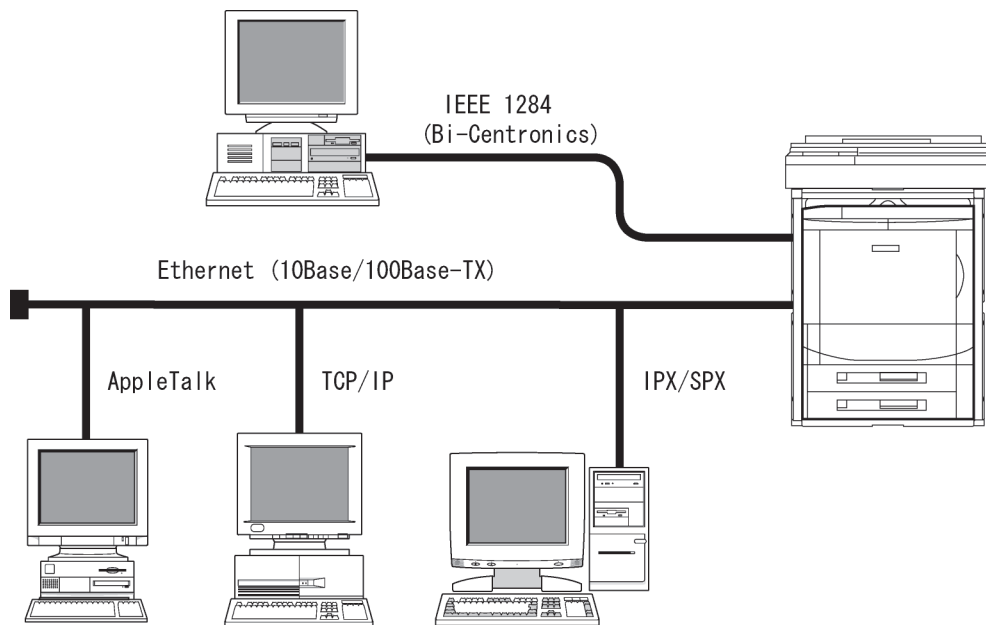 IEEE 1284
(Bi-Centronics)
Ethernet (10Base/100Base-TX)
AppleTalk
TCP/IP
IPX/SPX